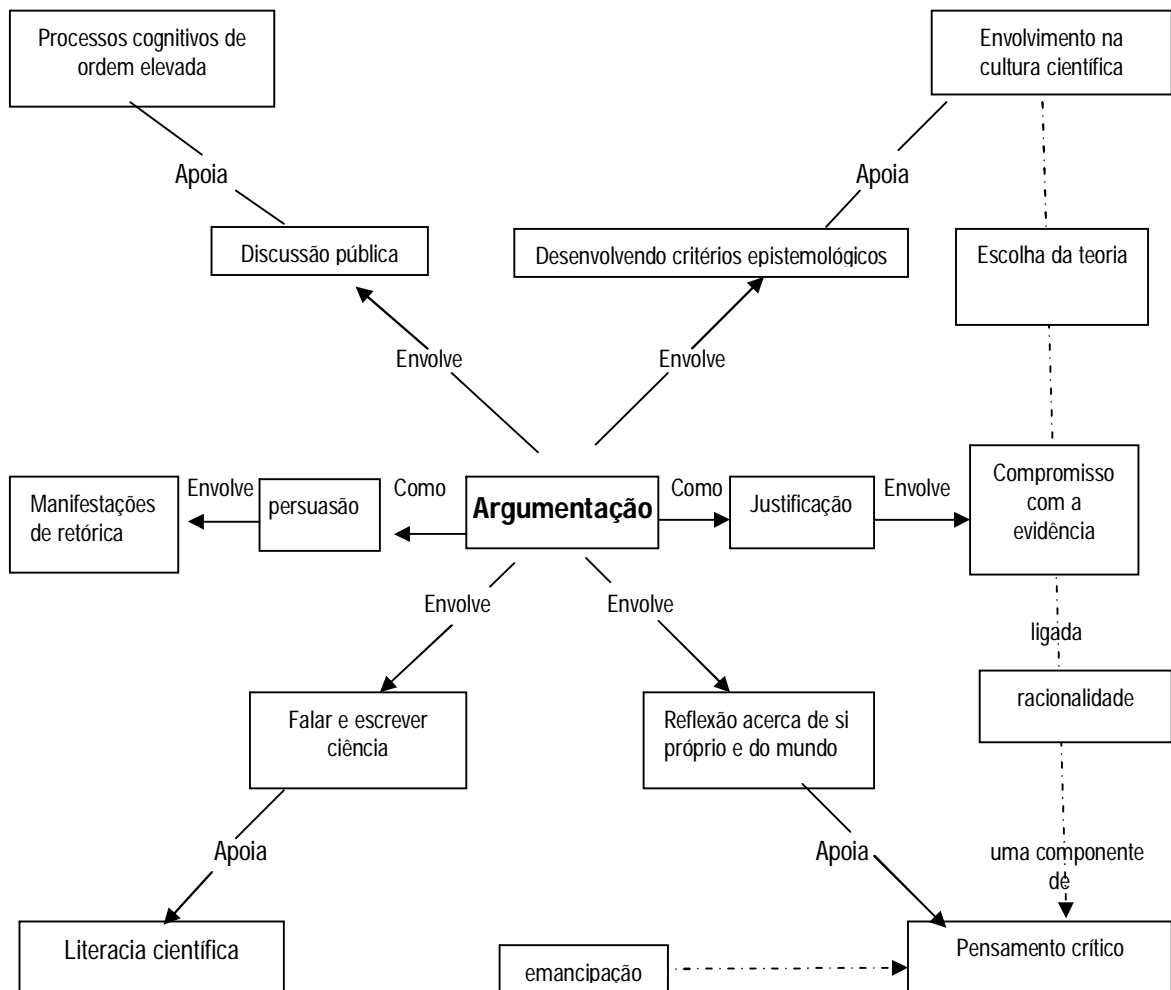 Processos cognitivos de
ordem elevada
Envolvimento na
cultura científica
Apoia
Apoia
Discussão pública
Desenvolvendo critérios epistemológicos
Escolha da teoria
Envolve
Envolve
Manifestações
de retórica
Envolve
persuasão
Como
Argumentação
Como
Justificação
Envolve
Compromisso
com a
evidência
Envolve
Envolve
ligada
Falar e escrever
ciência
Reflexão acerca de si
próprio e do mundo
racionalidade
Apoia
Apoia
uma componente
de
Literacia científica
emancipação
Pensamento crítico